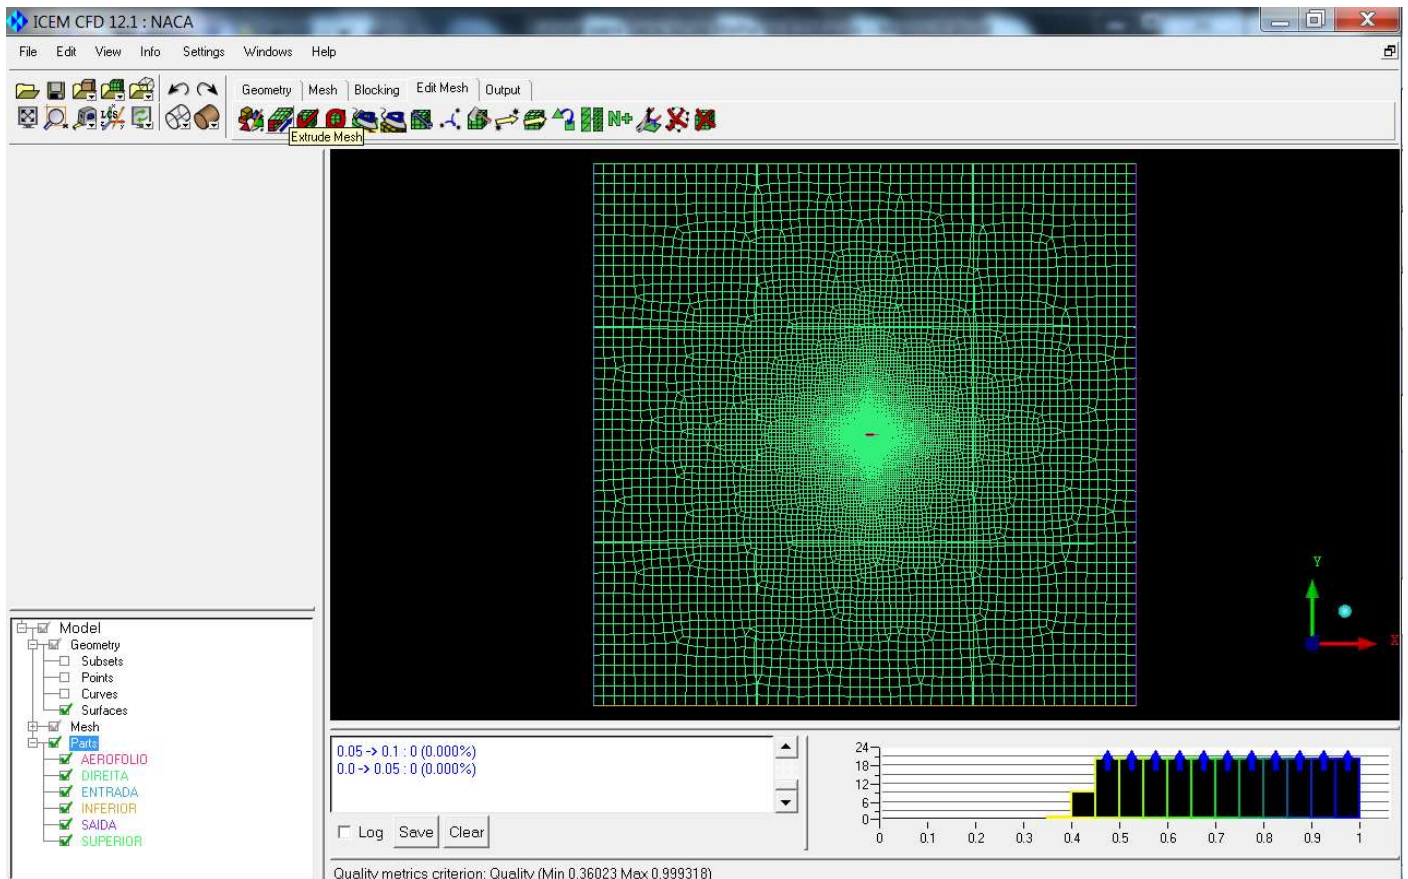 ICEM CFD 12.1 : NACA
File Edit View Info Settings Windows Help
Geometry Mesh Blocking Edit Mesh Output
N+
Extrude Mesh
Y
X
Model
Geometry
Subsets
Points
Curves
Surfaces
Mesh
Parts
AEROFOLIO
DIREITA
ENTRADA
INFERIOR
SAIDA
SUPERIOR
0.05 -> 0.1 : 0 (0.000%)
0.0 -> 0.05 : 0 (0.000%)
Log Save Clear
24
18
12
6
0
0 0.1 0.2 0.3 0.4 0.5 0.6 0.7 0.8 0.9 1
Quality metrics criterion: Quality (Min 0.36023 Max 0.999318)